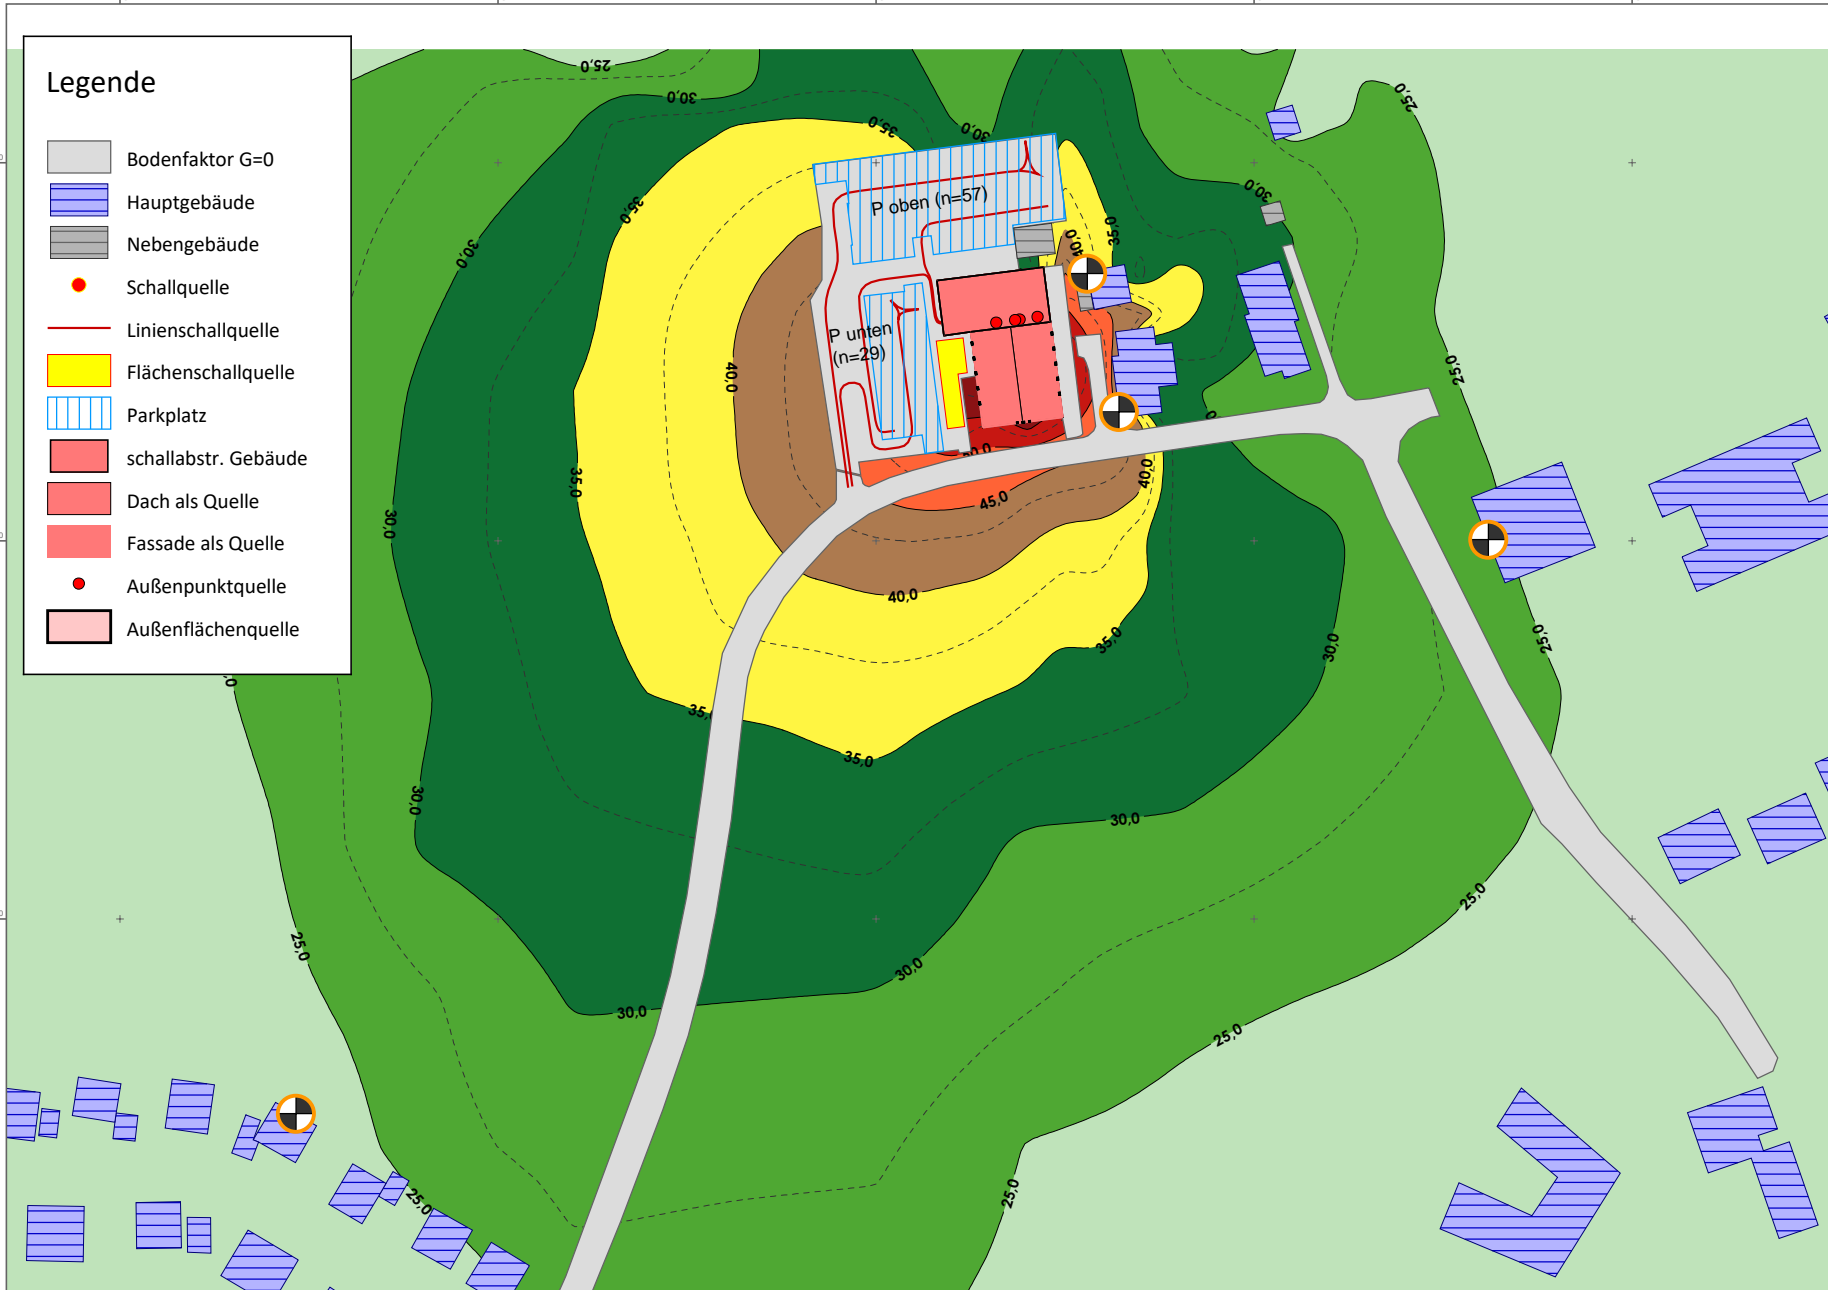 Legende
Bodenfaktor G=0
Hauptgebäude
Nebengebäude
Schallquelle
Linienschallquelle
Flächenschallquelle
Parkplatz
schallabstr. Gebäude
Dach als Quelle
Fassade als Quelle
Außenpunktquelle
Außenflächenquelle
25,0
30,0
35,0
30,0
25,0
30,0
35,0
30,0
P oben (n=57)
35,0
40,0
P unten
(n=29)
40,0
25,0
35,0
30,0
40,0
45,0
40,0
35,0
30,0
25,0
35,0
30,0
30,0
25,0
25,0
30,0
30,0
25,0
25,0
25,0